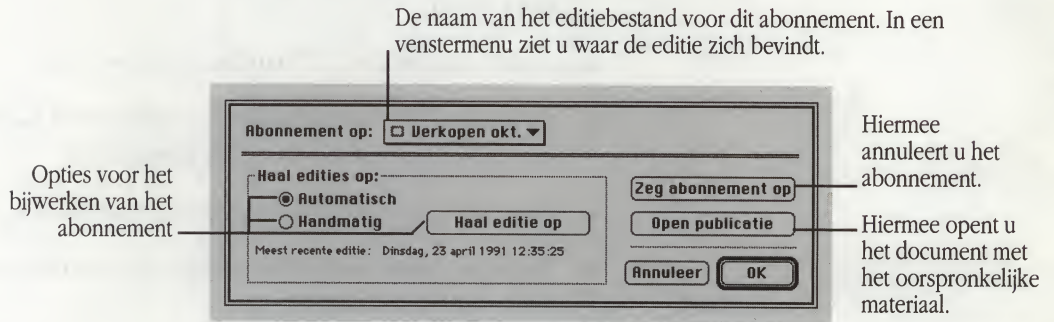 De naam van het editiebestand voor dit abonnement. In een
venstermenu ziet u waar de editie zich bevindt.
Abonnement op: Verkopen okt.
Hiermee
annuleert u het
abonnement.
Opties voor het
bijwerken van het
abonnement
Haal edities op:
Automatisch
Handmatig
Haal editie op
Meest recente editie: Dinsdag, 23 april 1991 12:35:25
Zeg abonnement op
Open publicatie
Annuleer OK
Hiermee opent u
het document met
het oorspronkelijke
materiaal.